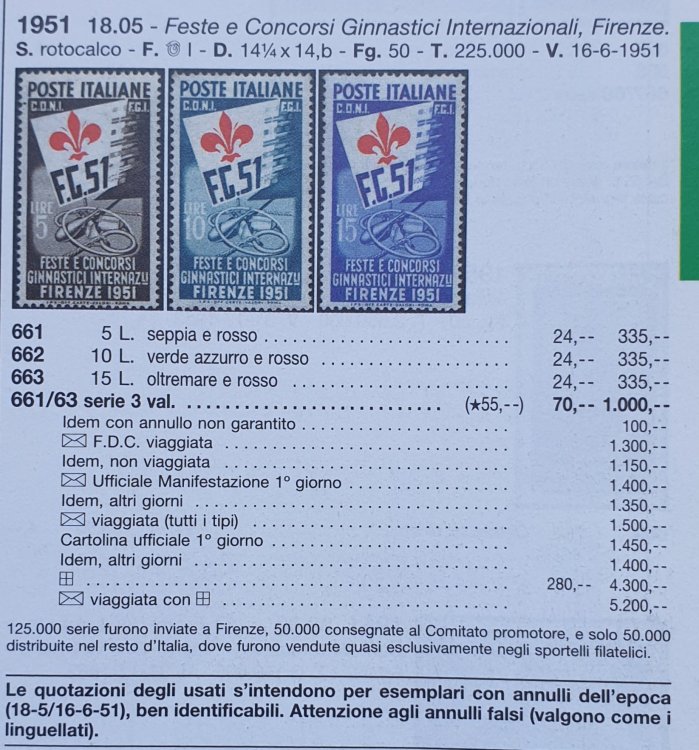 1951 18.05 - Feste e Concorsi Ginnastici Internazionali, Firenze.
S. rotocalco - F. I - D. 14¼ x 14,b - Fg. 50 - T. 225.000 - V. 16-6-1951
POSTE ITALIANE
C.O.N.I. F.G.I.
F.G.51
LIRE
5
FESTE E CONCORSI
GINNASTICI INTERNAZLI
FIRENZE 1951
POSTE ITALIANE
C.O.N.I. F.G.I.
F.G.51
LIRE
10
FESTE E CONCORSI
GINNASTICI INTERNAZLI
FIRENZE 1951
POSTE ITALIANE
C.O.N.I. F.G.I.
F.G.51
LIRE
15
FESTE E CONCORSI
GINNASTICI INTERNAZLI
FIRENZE 1951
661 5 L. seppia e rosso 24,-- 335,--
662 10 L. verde azzurro e rosso 24,-- 335,--
663 15 L. oltremare e rosso 24,-- 335,--
661/63 serie 3 val. (★55,--) 70,-- 1.000,--
Idem con annullo non garantito 100,--
F.D.C. viaggiata 1.300,--
Idem, non viaggiata 1.150,--
Ufficiale Manifestazione 1° giorno 1.400,--
Idem, altri giorni 1.350,--
viaggiata (tutti i tipi) 1.500,--
Cartolina ufficiale 1° giorno 1.450,--
Idem, altri giorni 1.400,--
280,-- 4.300,--
viaggiata con 5.200,--
125.000 serie furono inviate a Firenze, 50.000 consegnate al Comitato promotore, e solo 50.000
distribuite nel resto d'Italia, dove furono vendute quasi esclusivamente negli sportelli filatelici.
Le quotazioni degli usati s'intendono per esemplari con annulli dell'epoca
(18-5/16-6-51), ben identificabili. Attenzione agli annulli falsi (valgono come i
linguellati).